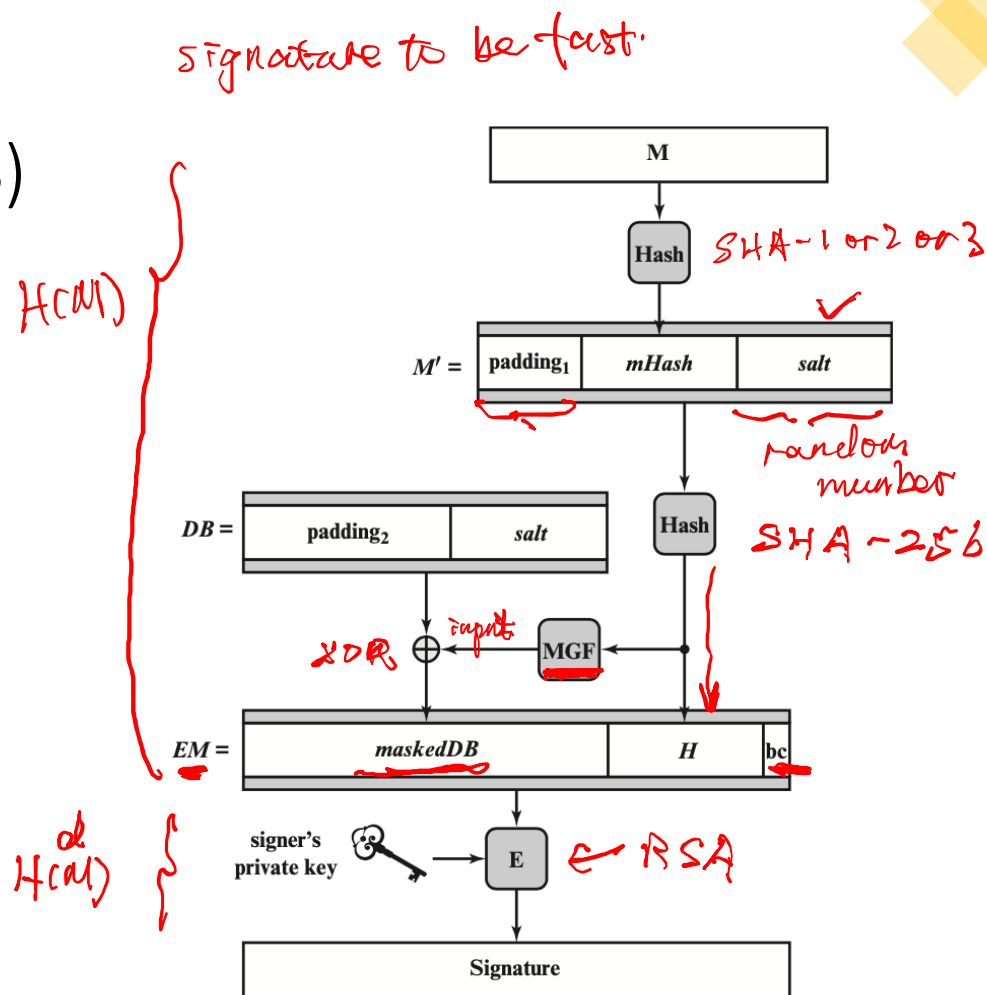 signature to be fast.
)
M
Hash
SHA-1 or 2 or 3
H(M)
M′ =
padding1
mHash
salt
random
number
DB =
padding2
salt
Hash
SHA-256
XOR
input
MGF
EM =
maskedDB
H
bc
d
H(M)
signer's
private key
E
← RSA
Signature